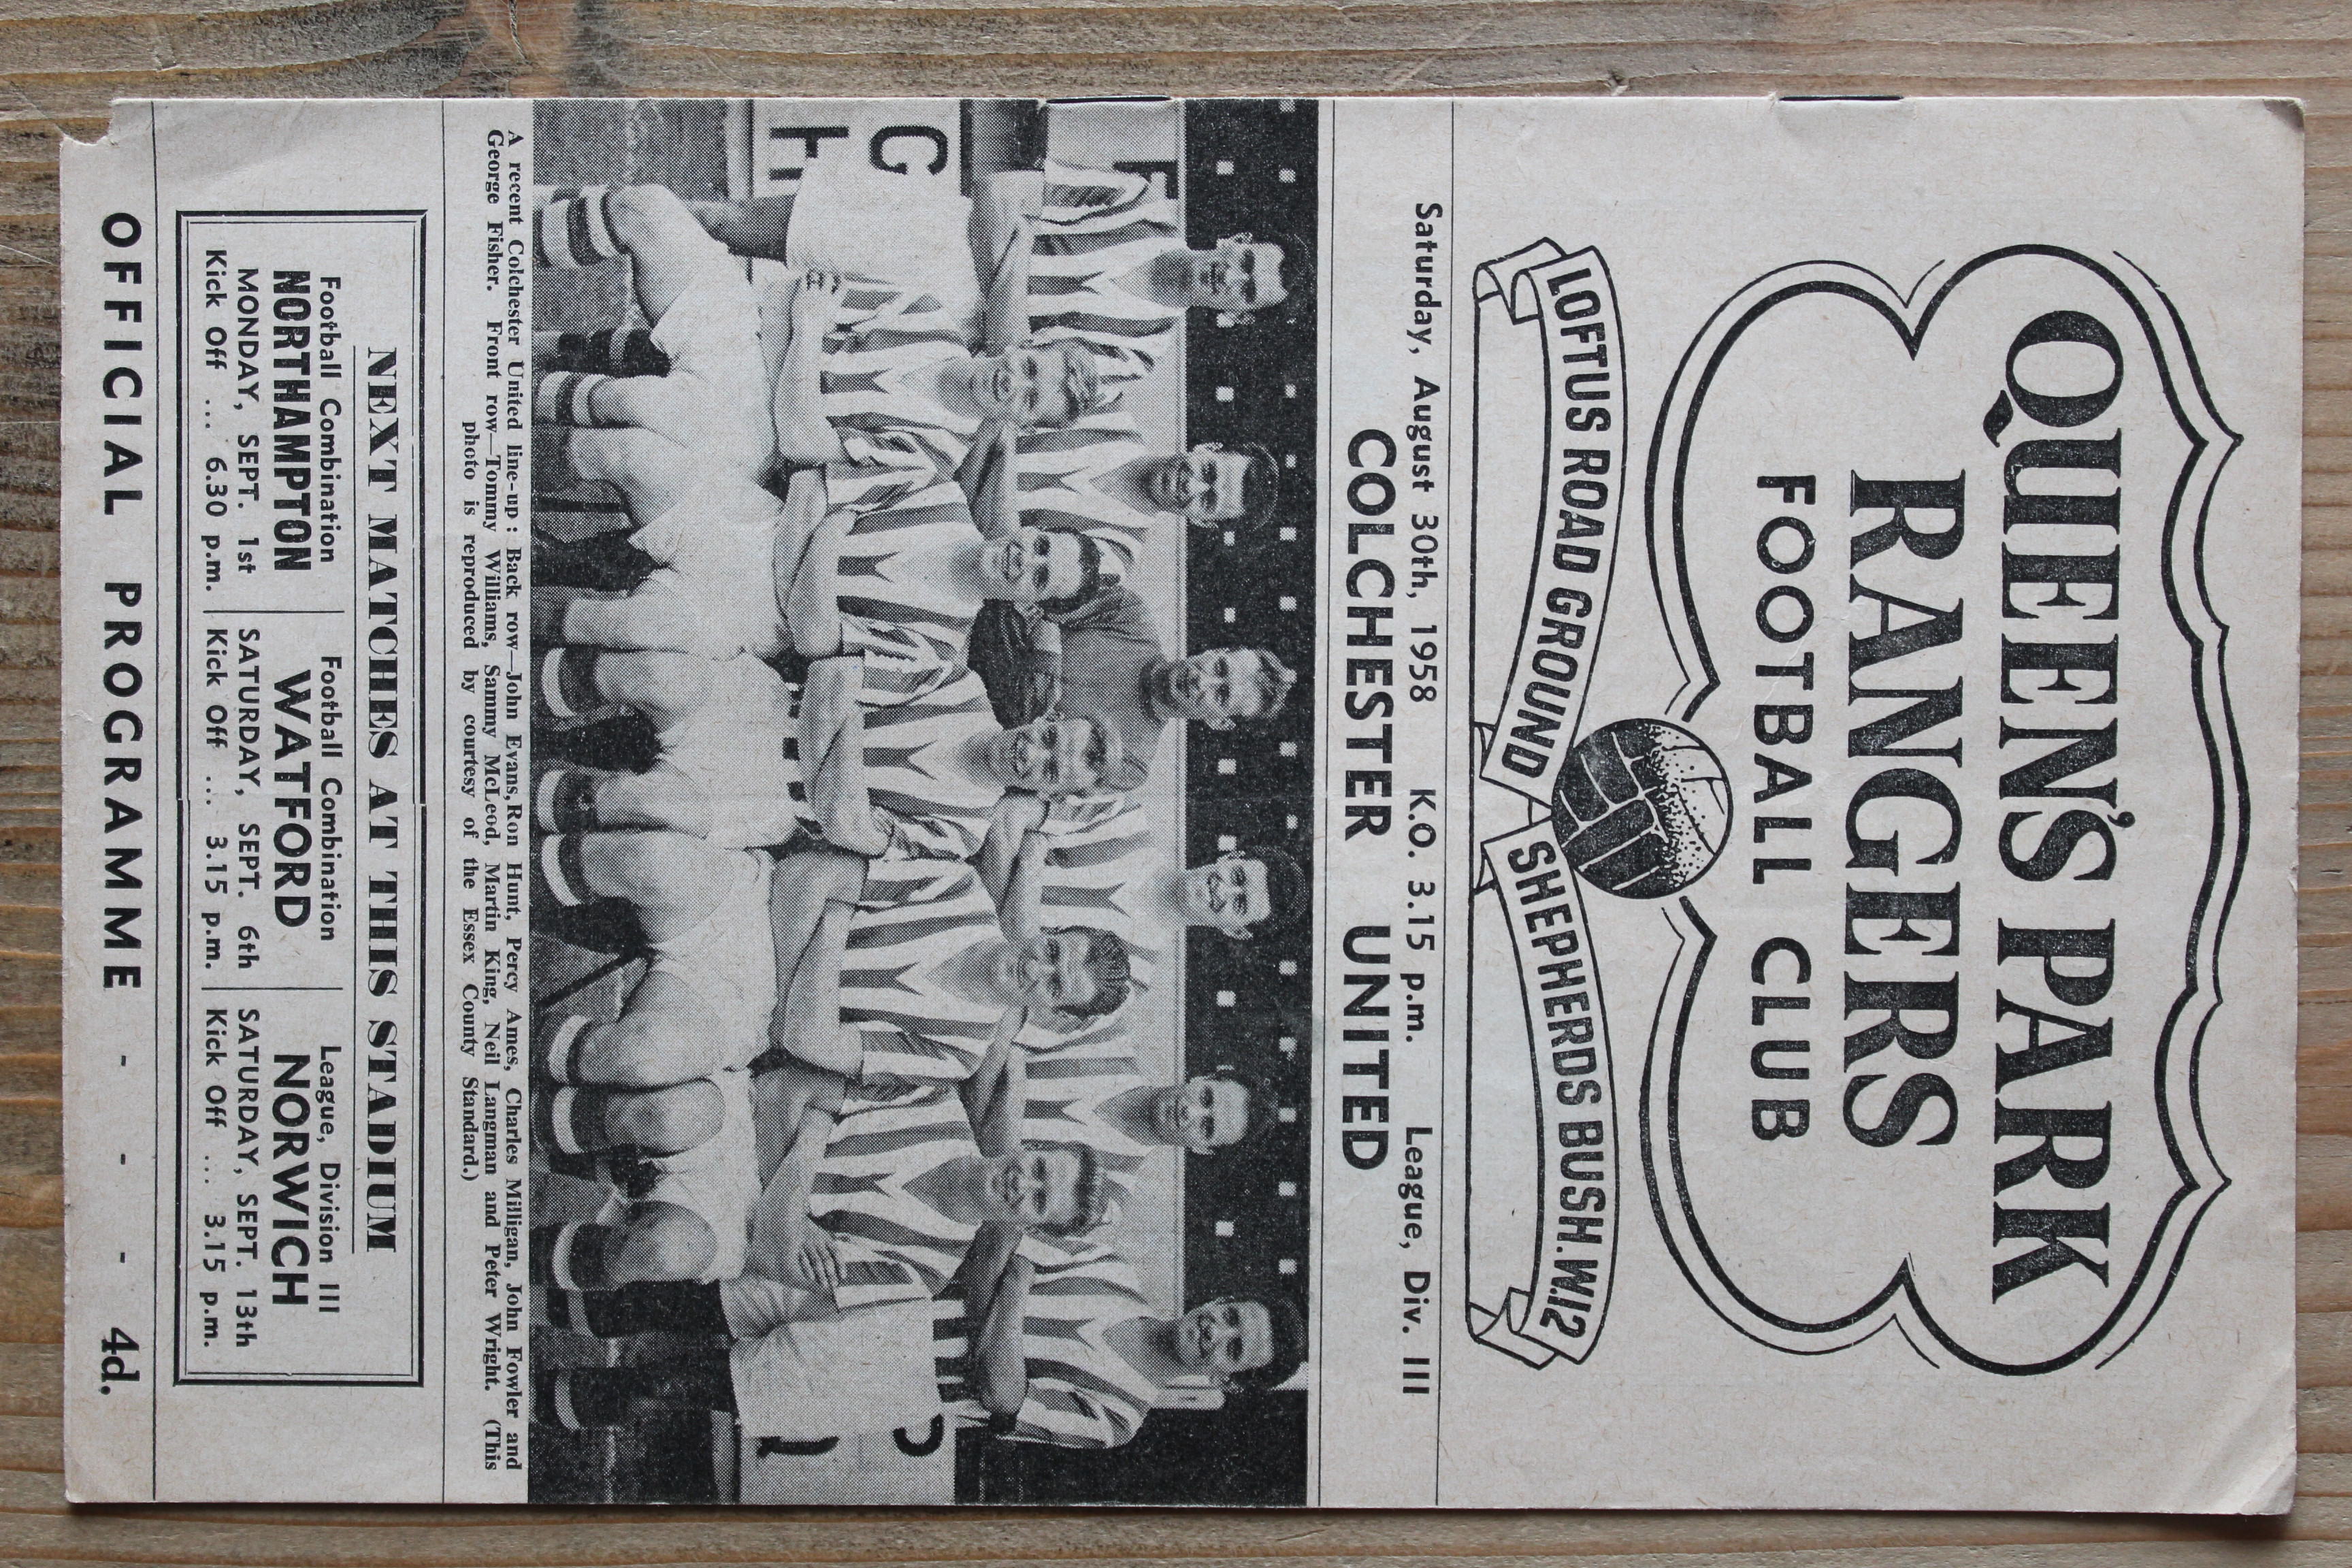 QUEEN'S PARK
RANGERS
FOOTBALL CLUB
LOFTUS ROAD GROUND SHEPHERDS BUSH.W.12
Saturday, August 30th, 1958 K.O. 3.15 p.m. League, Div. III
COLCHESTER UNITED
A recent Colchester United line-up : Back row—John Evans, Ron Hunt, Percy Ames, Charles Milligan, John Fowler and
George Fisher. Front row—Tommy Williams, Sammy McLeod, Martin King, Neil Langman and Peter Wright. (This
photo is reproduced by courtesy of the Essex County Standard.)
NEXT MATCHES AT THIS STADIUM
Football Combination
NORTHAMPTON
MONDAY, SEPT. 1st
Kick Off ... 6.30 p.m.
Football Combination
WATFORD
SATURDAY, SEPT. 6th
Kick Off ... 3.15 p.m.
League, Division III
NORWICH
SATURDAY, SEPT. 13th
Kick Off ... 3.15 p.m.
OFFICIAL PROGRAMME - - - 4d.